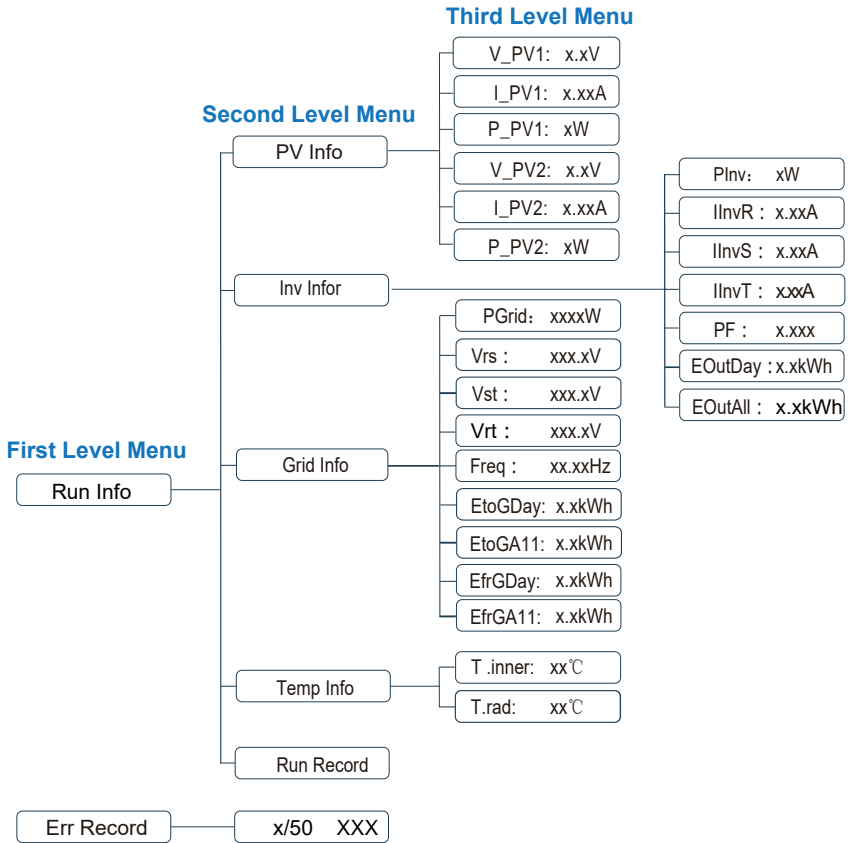 Third Level Menu
V_PV1: x.xV
I_PV1: x.xxA
Second Level Menu
P_PV1: xW
PV Info
V_PV2: x.xV
I_PV2: x.xxA
P_PV2: xW
PInv: xW
IInvR : x.xxA
IInvS : x.xxA
Inv Infor
IInvT : x.xxA
PF : x.xxx
EOutDay : x.xkWh
EOutAll : x.xkWh
PGrid: xxxxW
Vrs : xxx.xV
Vst : xxx.xV
Vrt : xxx.xV
First Level Menu
Grid Info
Freq : xx.xxHz
Run Info
EtoGDay: x.xkWh
EtoGA11: x.xkWh
EfrGDay: x.xkWh
EfrGA11: x.xkWh
Temp Info
T .inner: xx℃
T.rad: xx℃
Run Record
Err Record
x/50 XXX